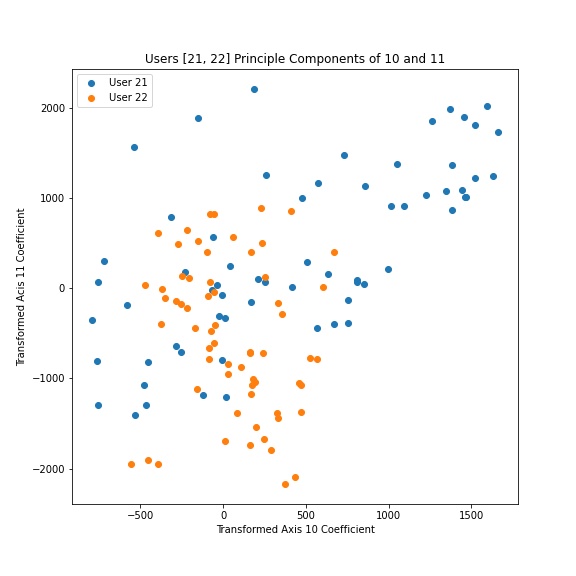 Users [21, 22] Principle Components of 10 and 11
User 21
User 22
2000
1000
0
−1000
−2000
Transformed Acis 11 Coefficient
−500
0
500
1000
1500
Transformed Axis 10 Coefficient